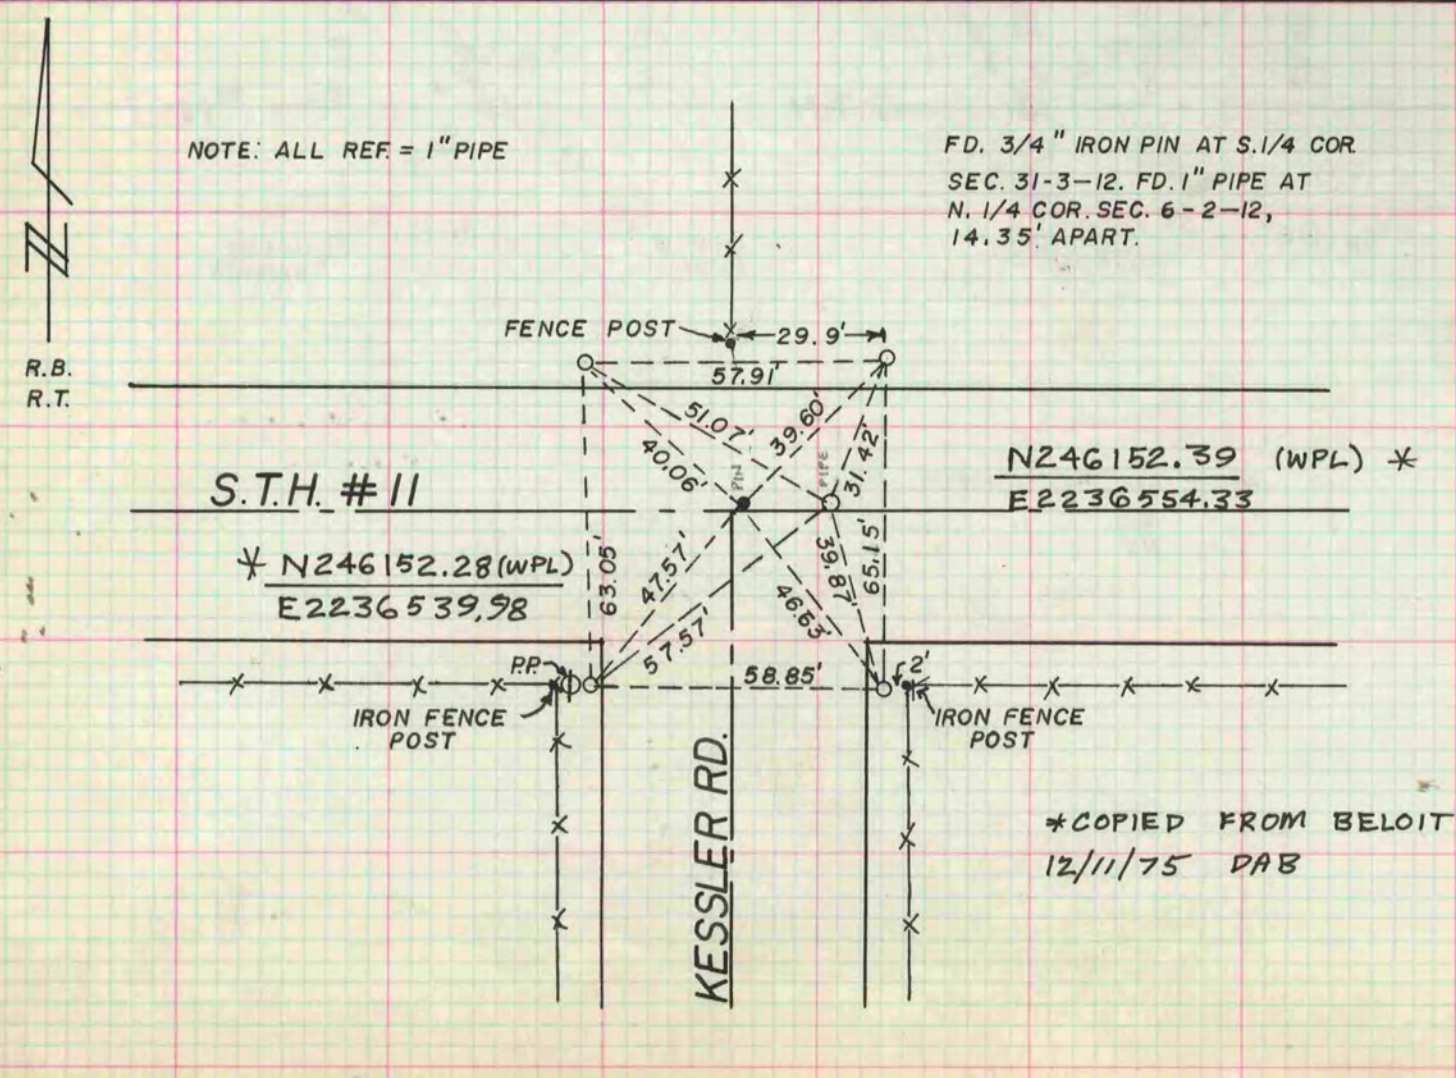 NOTE: ALL REF. = 1" PIPE
FD. 3/4" IRON PIN AT S.1/4 COR.
SEC. 31-3-12. FD. 1" PIPE AT
N. 1/4 COR. SEC. 6-2-12,
14.35' APART.
N
R.B.
R.T.
FENCE POST
29.9'
57.91'
51.07'
39.60'
40.06'
31.42'
PIN
PIPE
S.T.H. #11
N246152.39 (WPL) *
E2236554.33
* N246152.28 (WPL)
E2236539.98
63.05'
47.57'
57.57'
46.63'
39.87'
65.15'
P.P.
58.85'
2'
IRON FENCE
POST
IRON FENCE
POST
KESSLER RD.
*COPIED FROM BELOIT
12/11/75 DAB